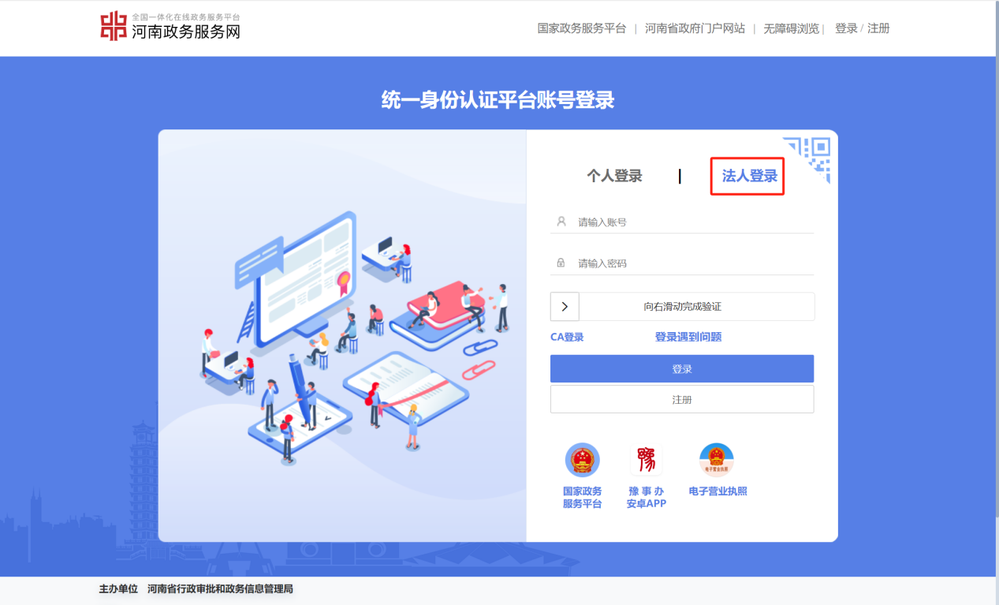 全国一体化在线政务服务平台
河南政务服务网
国家政务服务平台 | 河南省政府门户网站 | 无障碍浏览 | 登录 / 注册
统一身份认证平台账号登录
个人登录 | 法人登录
请输入账号
请输入密码
向右滑动完成验证
CA登录 登录遇到问题
登录
注册
电子营业执照
国家政务 豫事办 电子营业执照
服务平台 安卓APP
主办单位 河南省行政审批和政务信息管理局